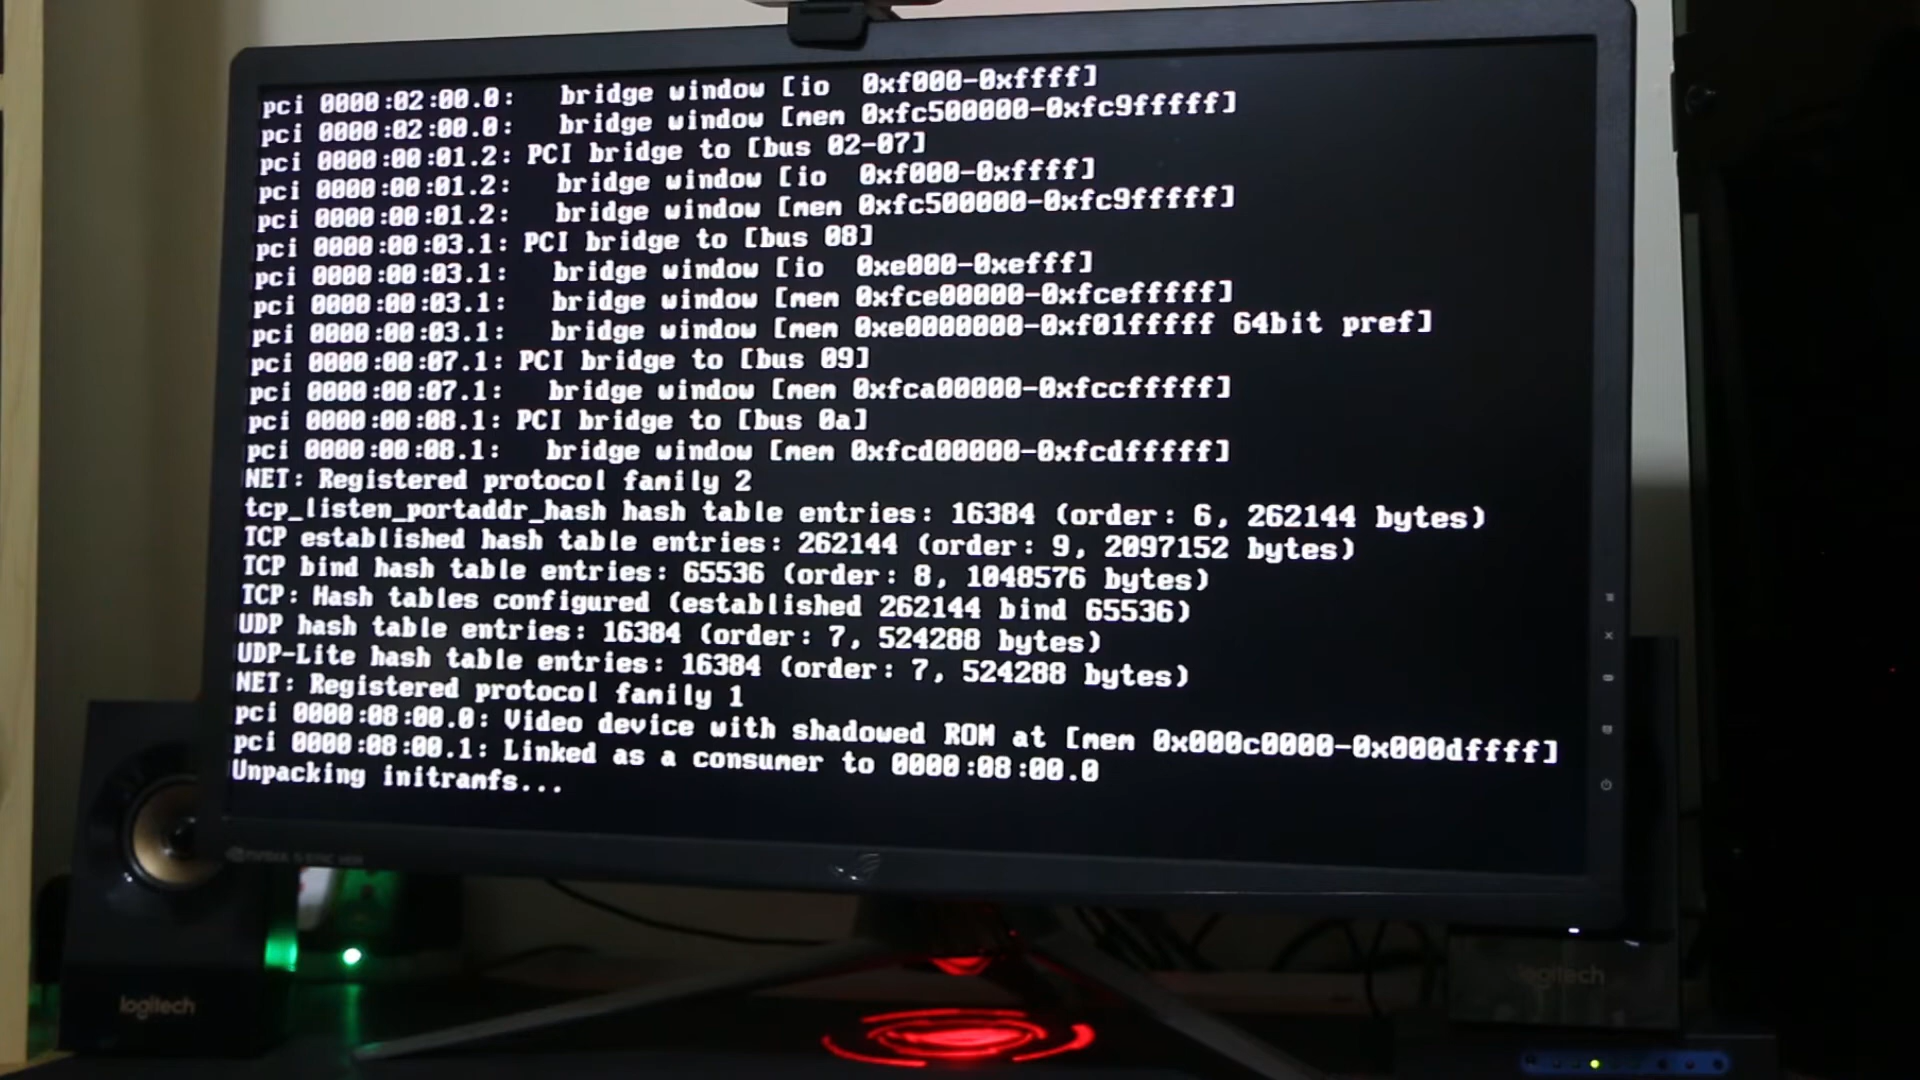 pci 0000:02:00.0:   bridge window [io  0xf000-0xffff]
pci 0000:02:00.0:   bridge window [mem 0xfc500000-0xfc9fffff]
pci 0000:00:01.2: PCI bridge to [bus 02-07]
pci 0000:00:01.2:   bridge window [io  0xf000-0xffff]
pci 0000:00:01.2:   bridge window [mem 0xfc500000-0xfc9fffff]
pci 0000:00:03.1: PCI bridge to [bus 08]
pci 0000:00:03.1:   bridge window [io  0xe000-0xefff]
pci 0000:00:03.1:   bridge window [mem 0xfce00000-0xfcefffff]
pci 0000:00:03.1:   bridge window [mem 0xe0000000-0xf01fffff 64bit pref]
pci 0000:00:07.1: PCI bridge to [bus 09]
pci 0000:00:07.1:   bridge window [mem 0xfca00000-0xfccfffff]
pci 0000:00:08.1: PCI bridge to [bus 0a]
pci 0000:00:08.1:   bridge window [mem 0xfcd00000-0xfcdfffff]
NET: Registered protocol family 2
tcp_listen_portaddr_hash hash table entries: 16384 (order: 6, 262144 bytes)
TCP established hash table entries: 262144 (order: 9, 2097152 bytes)
TCP bind hash table entries: 65536 (order: 8, 1048576 bytes)
TCP: Hash tables configured (established 262144 bind 65536)
UDP hash table entries: 16384 (order: 7, 524288 bytes)
UDP-Lite hash table entries: 16384 (order: 7, 524288 bytes)
NET: Registered protocol family 1
pci 0000:08:00.0: Video device with shadowed ROM at [mem 0x000c0000-0x000dffff]
pci 0000:08:00.1: Linked as a consumer to 0000:08:00.0
Unpacking initramfs...
logitech
logitech